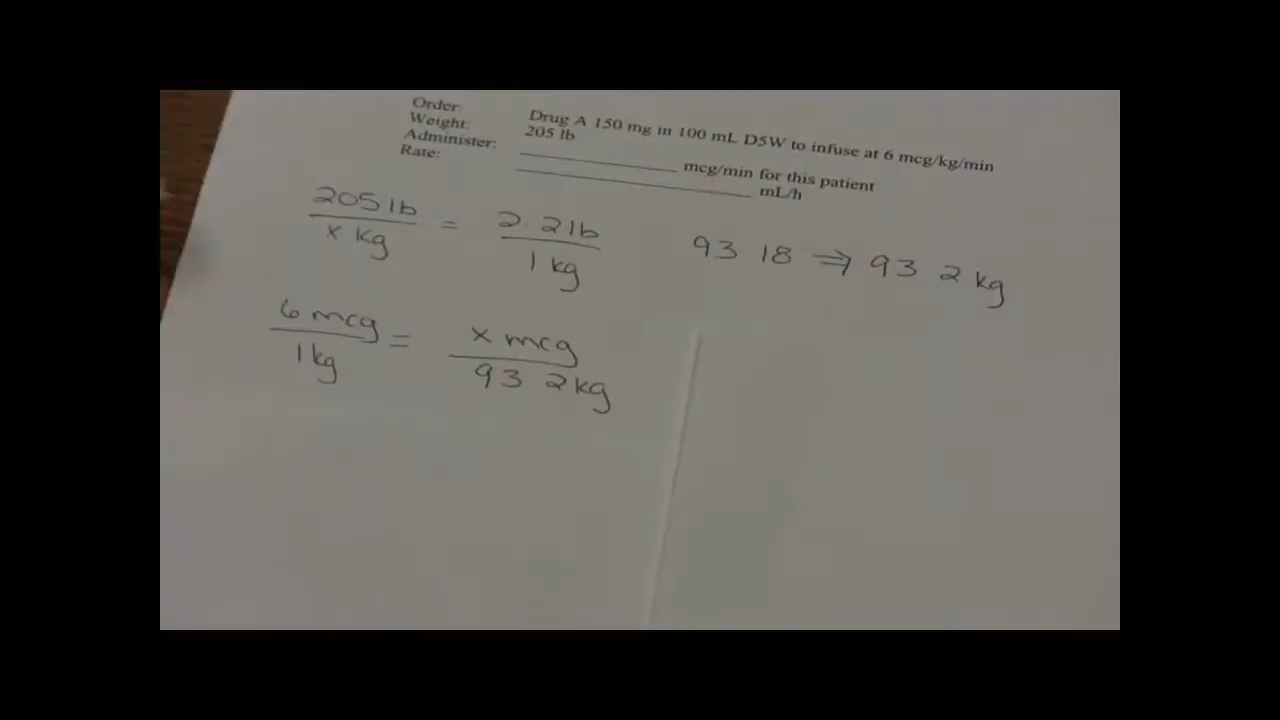 Order: Drug A 150 mg in 100 mL D5W to infuse at 6 mcg/kg/min
Weight: 205 lb
Administer: ____________ mcg/min for this patient
Rate: ____________ mL/h
205 lb / x kg = 2.2 lb / 1 kg
93 18 ⇒ 93 2 kg
6 mcg / 1 kg = x mcg / 93 2 kg